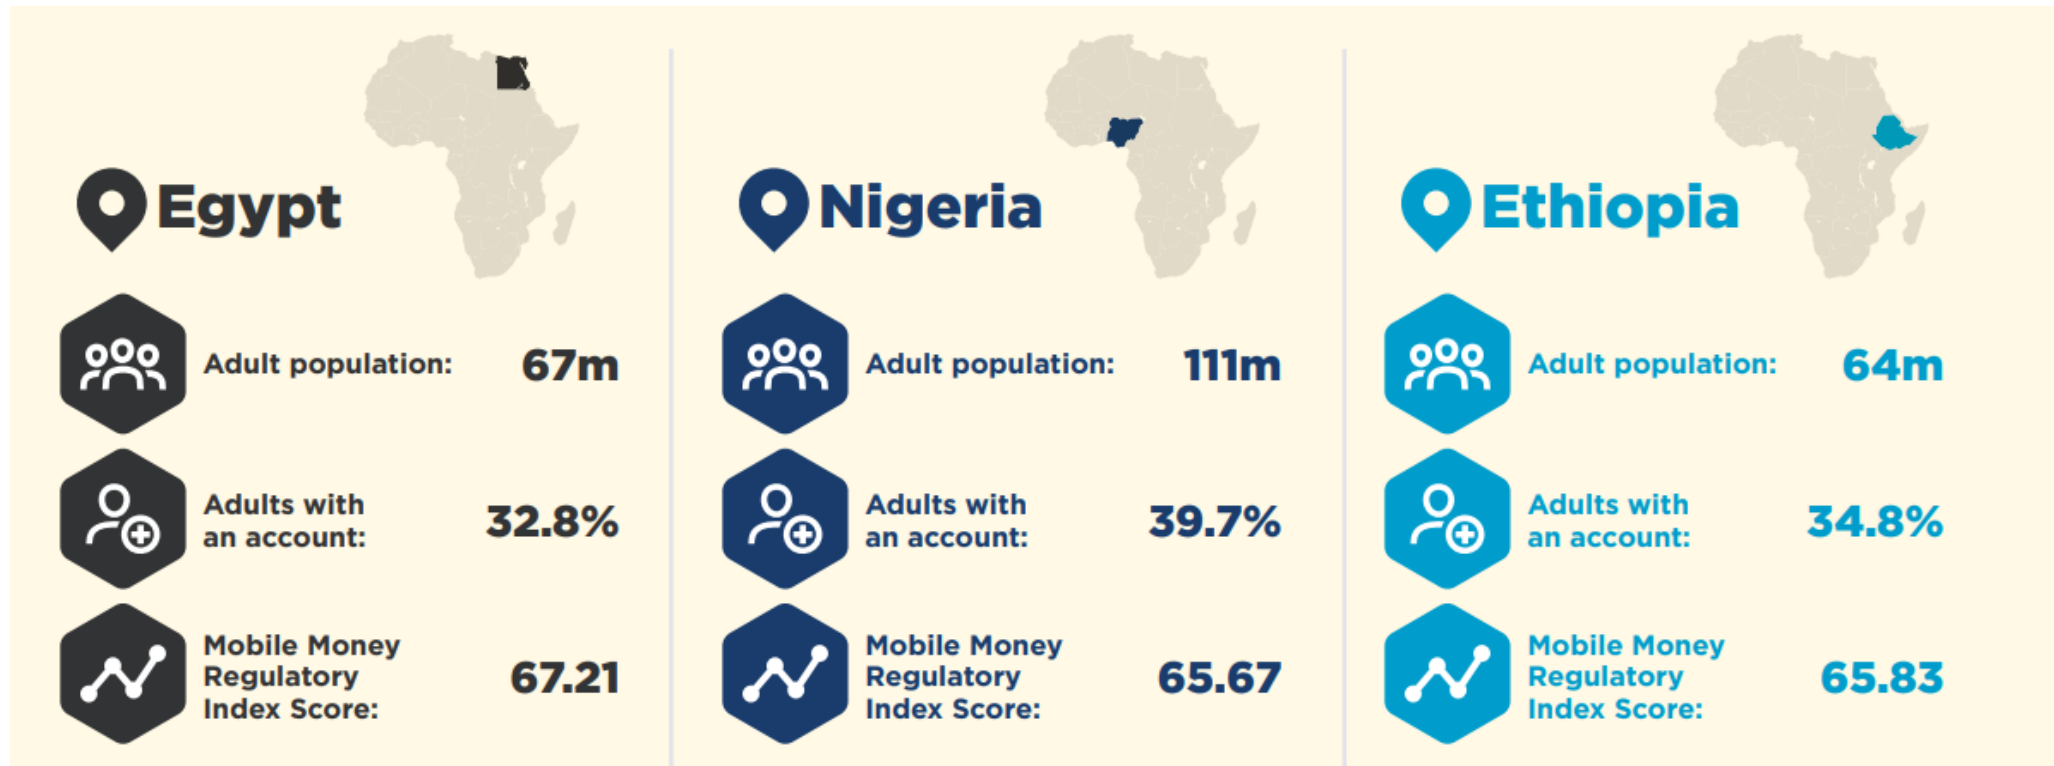 Egypt
Adult population: 67m
Adults with
an account: 32.8%
Mobile Money
Regulatory
Index Score: 67.21
Nigeria
Adult population: 111m
Adults with
an account: 39.7%
Mobile Money
Regulatory
Index Score: 65.67
Ethiopia
Adult population: 64m
Adults with
an account: 34.8%
Mobile Money
Regulatory
Index Score: 65.83